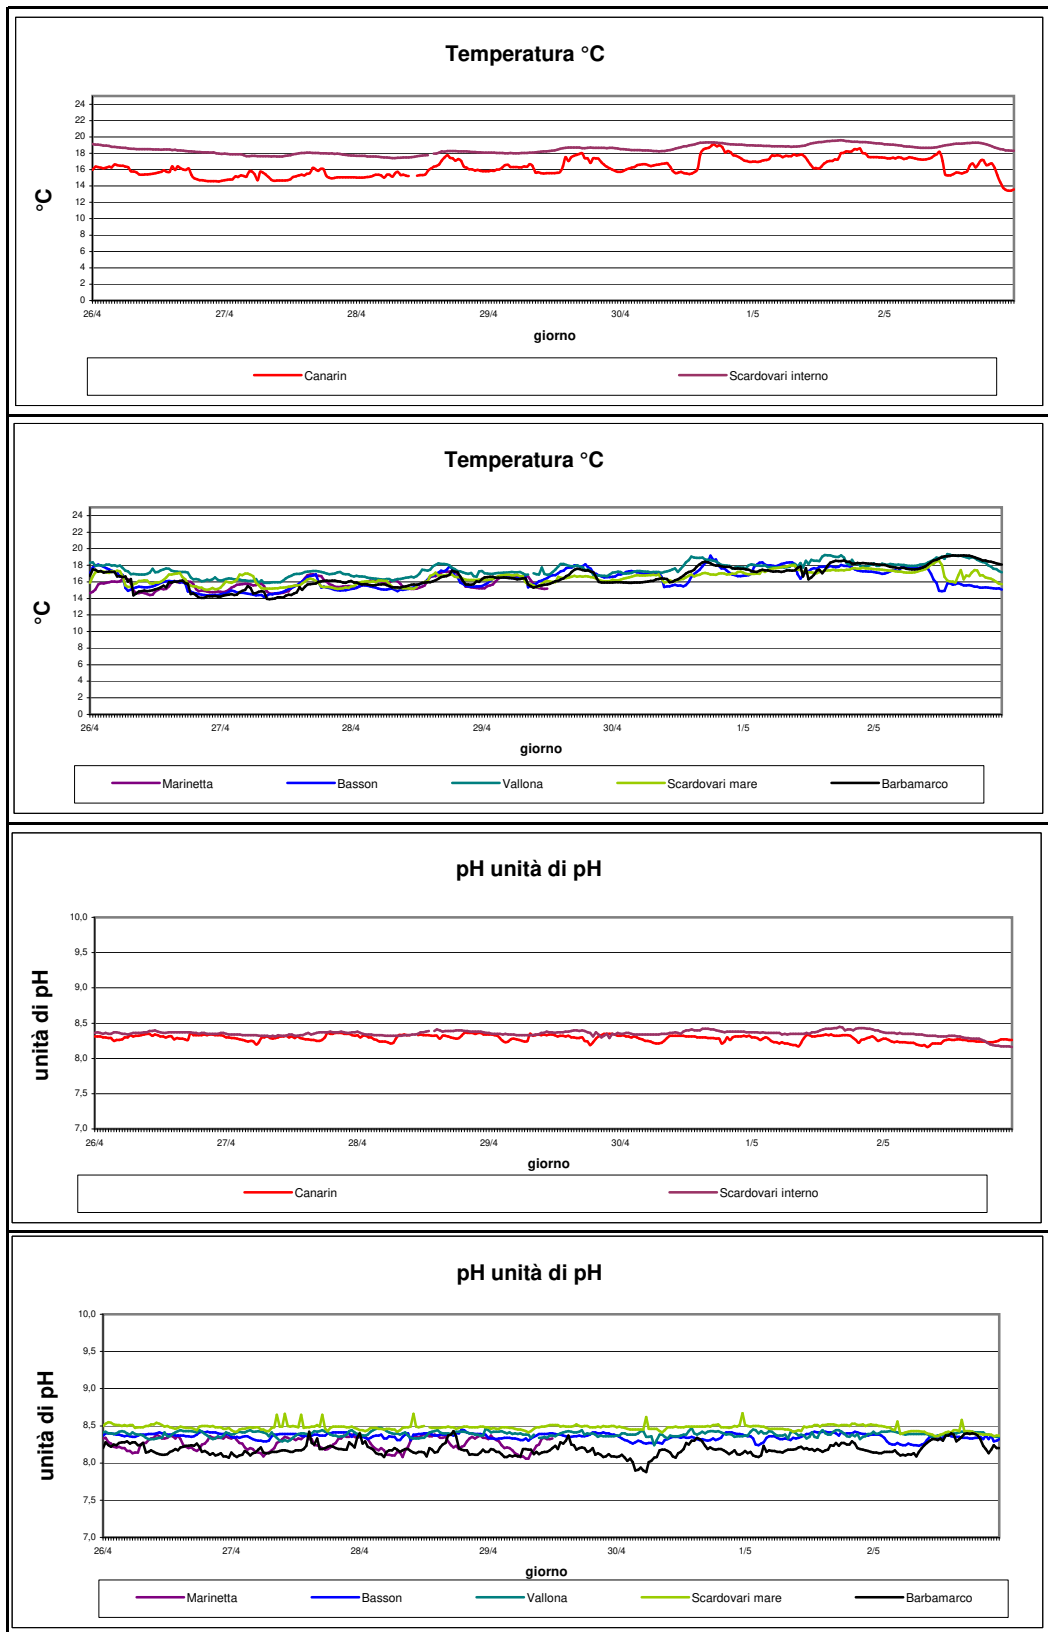 Temperatura °C
24
22
20
18
16
14
12
10
8
6
4
2
0
°C
26/4 27/4 28/4 29/4 30/4 1/5 2/5
giorno
Canarin Scardovari interno
Temperatura °C
24
22
20
18
16
14
12
10
8
6
4
2
0
°C
26/4 27/4 28/4 29/4 30/4 1/5 2/5
giorno
Marinetta Basson Vallona Scardovari mare Barbamarco
pH unità di pH
10,0
9,5
9,0
8,5
8,0
7,5
7,0
unità di pH
26/4 27/4 28/4 29/4 30/4 1/5 2/5
giorno
Canarin Scardovari interno
pH unità di pH
10,0
9,5
9,0
8,5
8,0
7,5
7,0
unità di pH
26/4 27/4 28/4 29/4 30/4 1/5 2/5
giorno
Marinetta Basson Vallona Scardovari mare Barbamarco